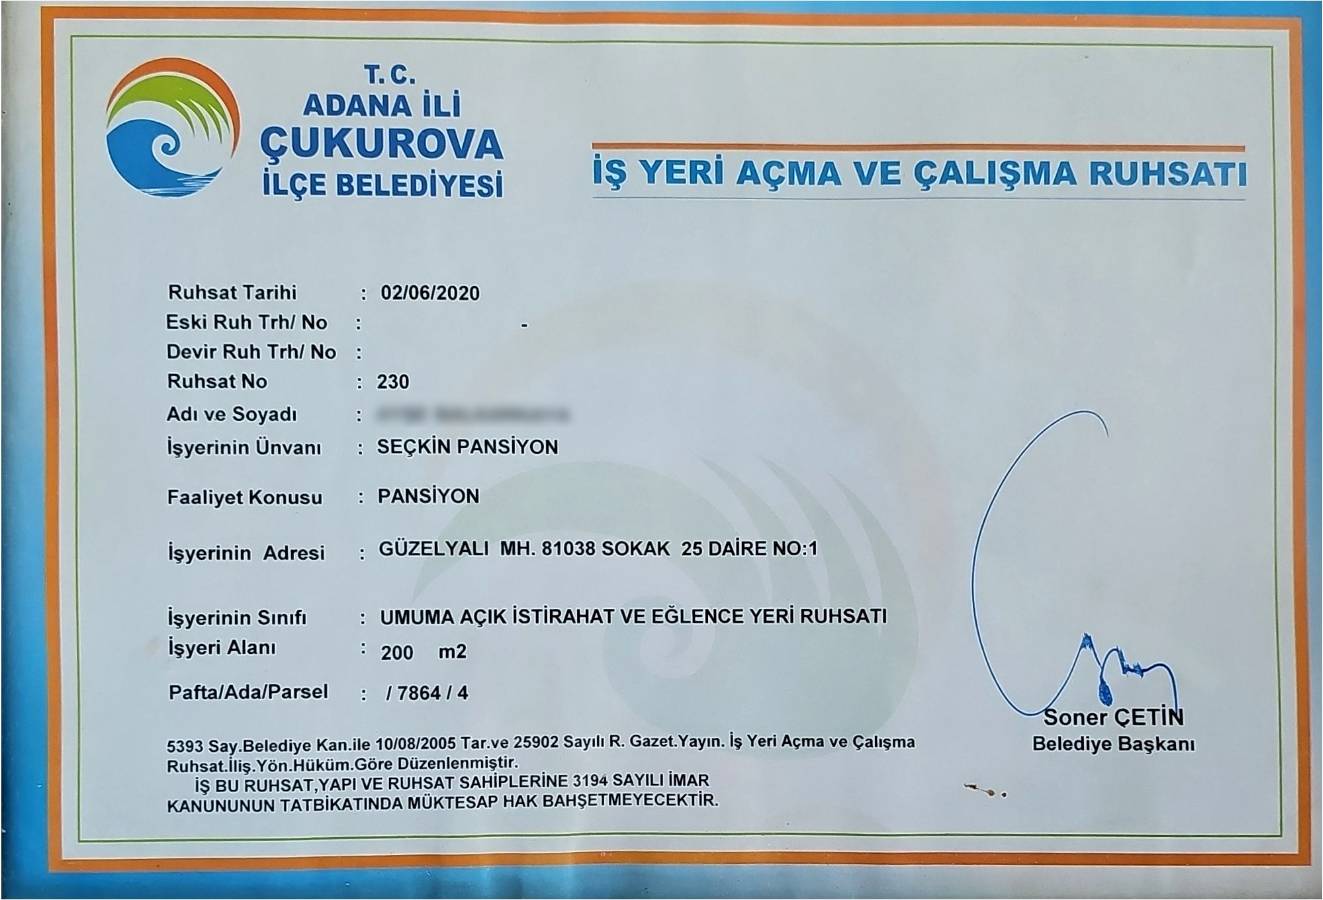 T. C.
ADANA İLİ
ÇUKUROVA
İLÇE BELEDİYESİ
İŞ YERİ AÇMA VE ÇALIŞMA RUHSATI
Ruhsat Tarihi : 02/06/2020
Eski Ruh Trh/ No : -
Devir Ruh Trh/ No :
Ruhsat No : 230
Adı ve Soyadı :
İşyerinin Ünvanı : SEÇKİN PANSİYON
Faaliyet Konusu : PANSİYON
İşyerinin Adresi : GÜZELYALI MH. 81038 SOKAK 25 DAİRE NO:1
İşyerinin Sınıfı : UMUMA AÇIK İSTİRAHAT VE EĞLENCE YERİ RUHSATI
İşyeri Alanı : 200 m2
Pafta/Ada/Parsel : / 7864 / 4
Soner ÇETİN
Belediye Başkanı
5393 Say.Belediye Kan.ile 10/08/2005 Tar.ve 25902 Sayılı R. Gazet.Yayın. İş Yeri Açma ve Çalışma
Ruhsat.İliş.Yön.Hüküm.Göre Düzenlenmiştir.
İŞ BU RUHSAT,YAPI VE RUHSAT SAHİPLERİNE 3194 SAYILI İMAR
KANUNUNUN TATBİKATINDA MÜKTESAP HAK BAHŞETMEYECEKTİR.